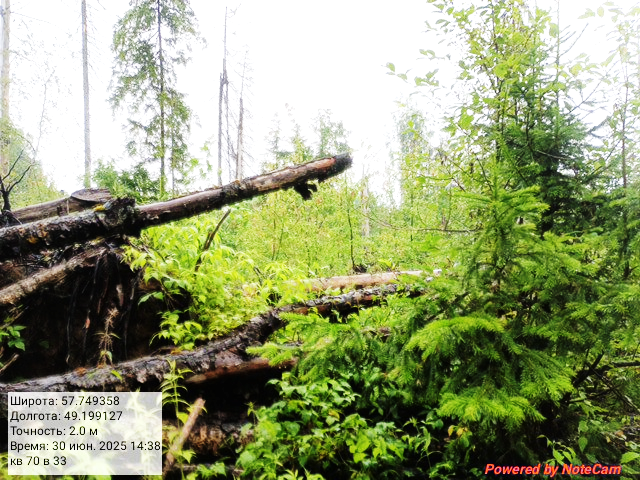 Широта: 57.749358
Долгота: 49.199127
Точность: 2.0 м
Время: 30 июн. 2025 14:38
кв 70 в 33
Powered by NoteCam